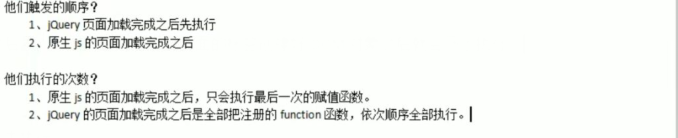 他们触发的顺序？
1、jQuery 页面加载完成之后先执行
2、原生 js 的页面加载完成之后
他们执行的次数？
1、原生 js 的页面加载完成之后，只会执行最后一次的赋值函数。
2、jQuery 的页面加载完成之后是全部把注册的 function 函数，依次顺序全部执行。